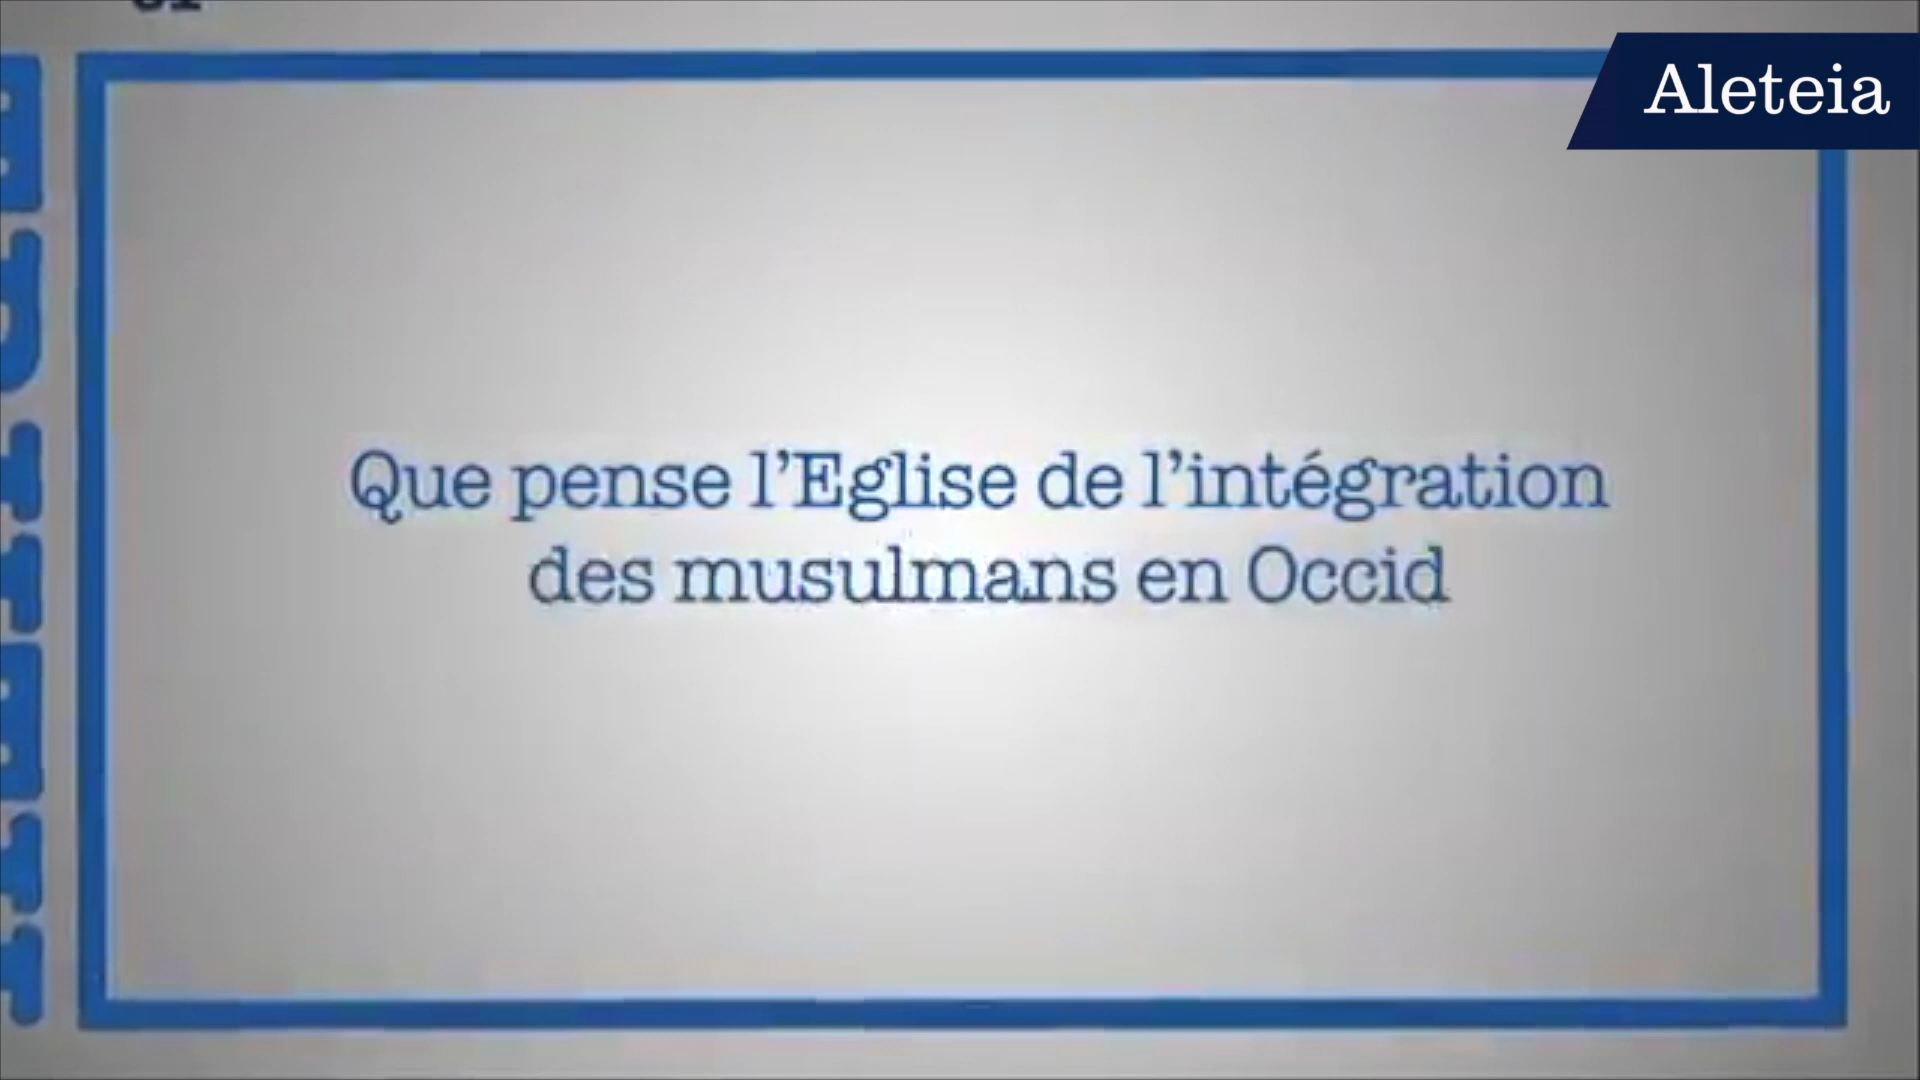 Aleteia
Que pense l'Eglise de l'intégration
des musulmans en Occid